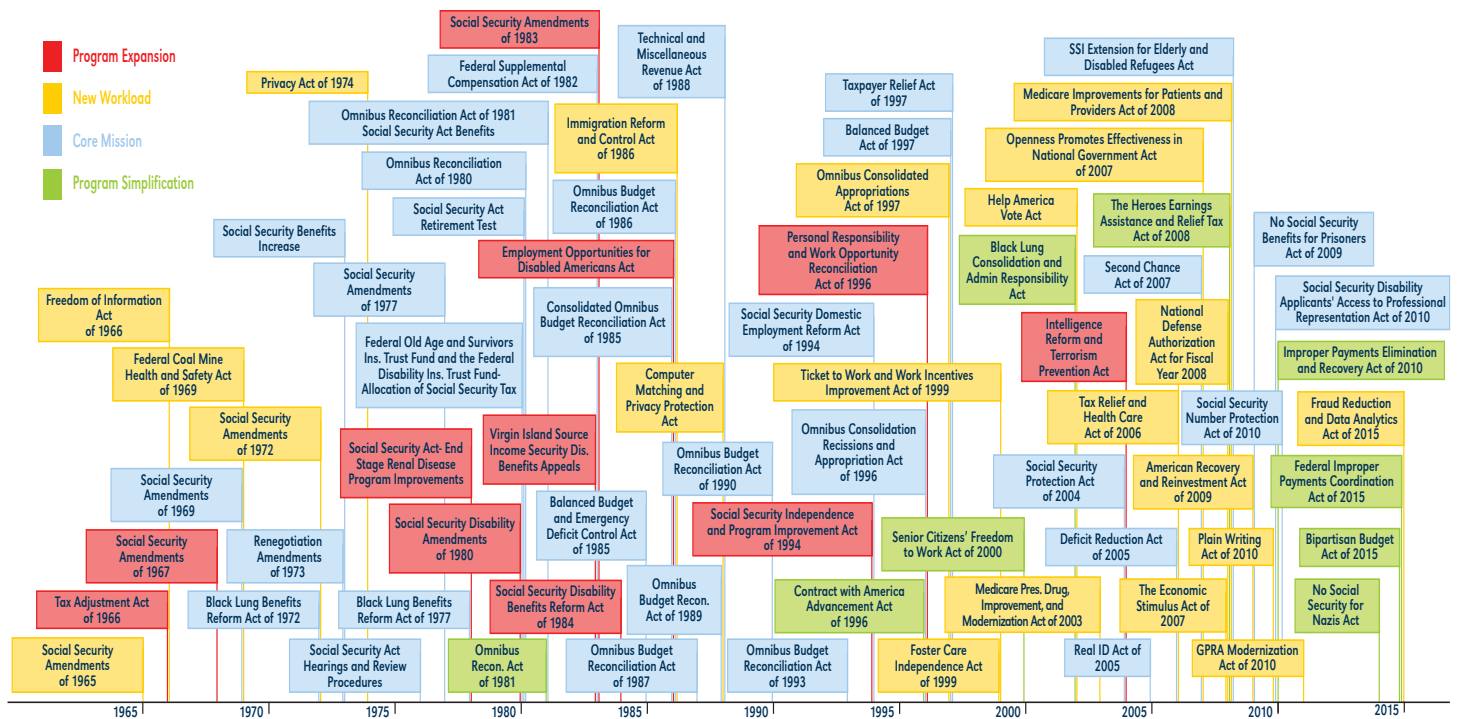 Program Expansion
New Workload
Core Mission
Program Simplification
Social Security Amendments
of 1983
Federal Supplemental
Compensation Act of 1982
Privacy Act of 1974
Omnibus Reconciliation Act of 1981
Social Security Act Benefits
Omnibus Reconciliation
Act of 1980
Social Security Act
Retirement Test
Social Security Benefits
Increase
Social Security
Amendments
of 1977
Freedom of Information
Act
of 1966
Federal Coal Mine
Health and Safety Act
of 1969
Federal Old Age and Survivors
Ins. Trust Fund and the Federal
Disability Ins. Trust Fund-
Allocation of Social Security Tax
Social Security
Amendments
of 1972
Social Security Act- End
Stage Renal Disease
Program Improvements
Social Security
Amendments
of 1969
Social Security Disability
Amendments
of 1980
Social Security
Amendments
of 1967
Renegotiation
Amendments
of 1973
Tax Adjustment Act
of 1966
Black Lung Benefits
Reform Act of 1972
Black Lung Benefits
Reform Act of 1977
Social Security
Amendments
of 1965
Social Security Act
Hearings and Review
Procedures
Omnibus
Recon. Act
of 1981
Technical and
Miscellaneous
Revenue Act
of 1988
Immigration Reform
and Control Act
of 1986
Omnibus Budget
Reconciliation Act
of 1986
Employment Opportunities for
Disabled Americans Act
Consolidated Omnibus
Budget Reconciliation Act
of 1985
Computer
Matching and
Privacy Protection
Act
Virgin Island Source
Income Security Dis.
Benefits Appeals
Balanced Budget
and Emergency
Deficit Control Act
of 1985
Social Security Disability
Benefits Reform Act
of 1984
Omnibus
Budget Recon.
Act of 1989
Omnibus Budget
Reconciliation Act
of 1987
Taxpayer Relief Act
of 1997
Balanced Budget
Act of 1997
Omnibus Consolidated
Appropriations
Act of 1997
Personal Responsibility
and Work Opportunity
Reconciliation
Act of 1996
Social Security Domestic
Employment Reform Act
of 1994
Ticket to Work and Work Incentives
Improvement Act of 1999
Omnibus Consolidation
Recissions and
Appropriation Act
of 1996
Omnibus Budget
Reconciliation Act
of 1990
Social Security Independence
and Program Improvement Act
of 1994
Senior Citizens' Freedom
to Work Act of 2000
Contract with America
Advancement Act
of 1996
Omnibus Budget
Reconciliation Act
of 1993
Foster Care
Independence Act
of 1999
SSI Extension for Elderly and
Disabled Refugees Act
Medicare Improvements for Patients and
Providers Act of 2008
Openness Promotes Effectiveness in
National Government Act
of 2007
Help America
Vote Act
The Heroes Earnings
Assistance and Relief Tax
Act of 2008
Black Lung
Consolidation and
Admin Responsibility
Act
Second Chance
Act of 2007
No Social Security
Benefits for Prisoners
Act of 2009
Social Security Disability
Applicants' Access to Professional
Representation Act of 2010
Intelligence
Reform and
Terrorism
Prevention Act
National
Defense
Authorization
Act for Fiscal
Year 2008
Improper Payments Elimination
and Recovery Act of 2010
Tax Relief and
Health Care
Act of 2006
Social Security
Number Protection
Act of 2010
Fraud Reduction
and Data Analytics
Act of 2015
Social Security
Protection Act
of 2004
American Recovery
and Reinvestment Act
of 2009
Federal Improper
Payments Coordination
Act of 2015
Deficit Reduction Act
of 2005
Plain Writing
Act of 2010
Bipartisan Budget
Act of 2015
Medicare Pres. Drug,
Improvement, and
Modernization Act of 2003
The Economic
Stimulus Act of
2007
No Social
Security for
Nazis Act
Real ID Act of
2005
GPRA Modernization
Act of 2010
1965
1970
1975
1980
1985
1990
1995
2000
2005
2010
2015